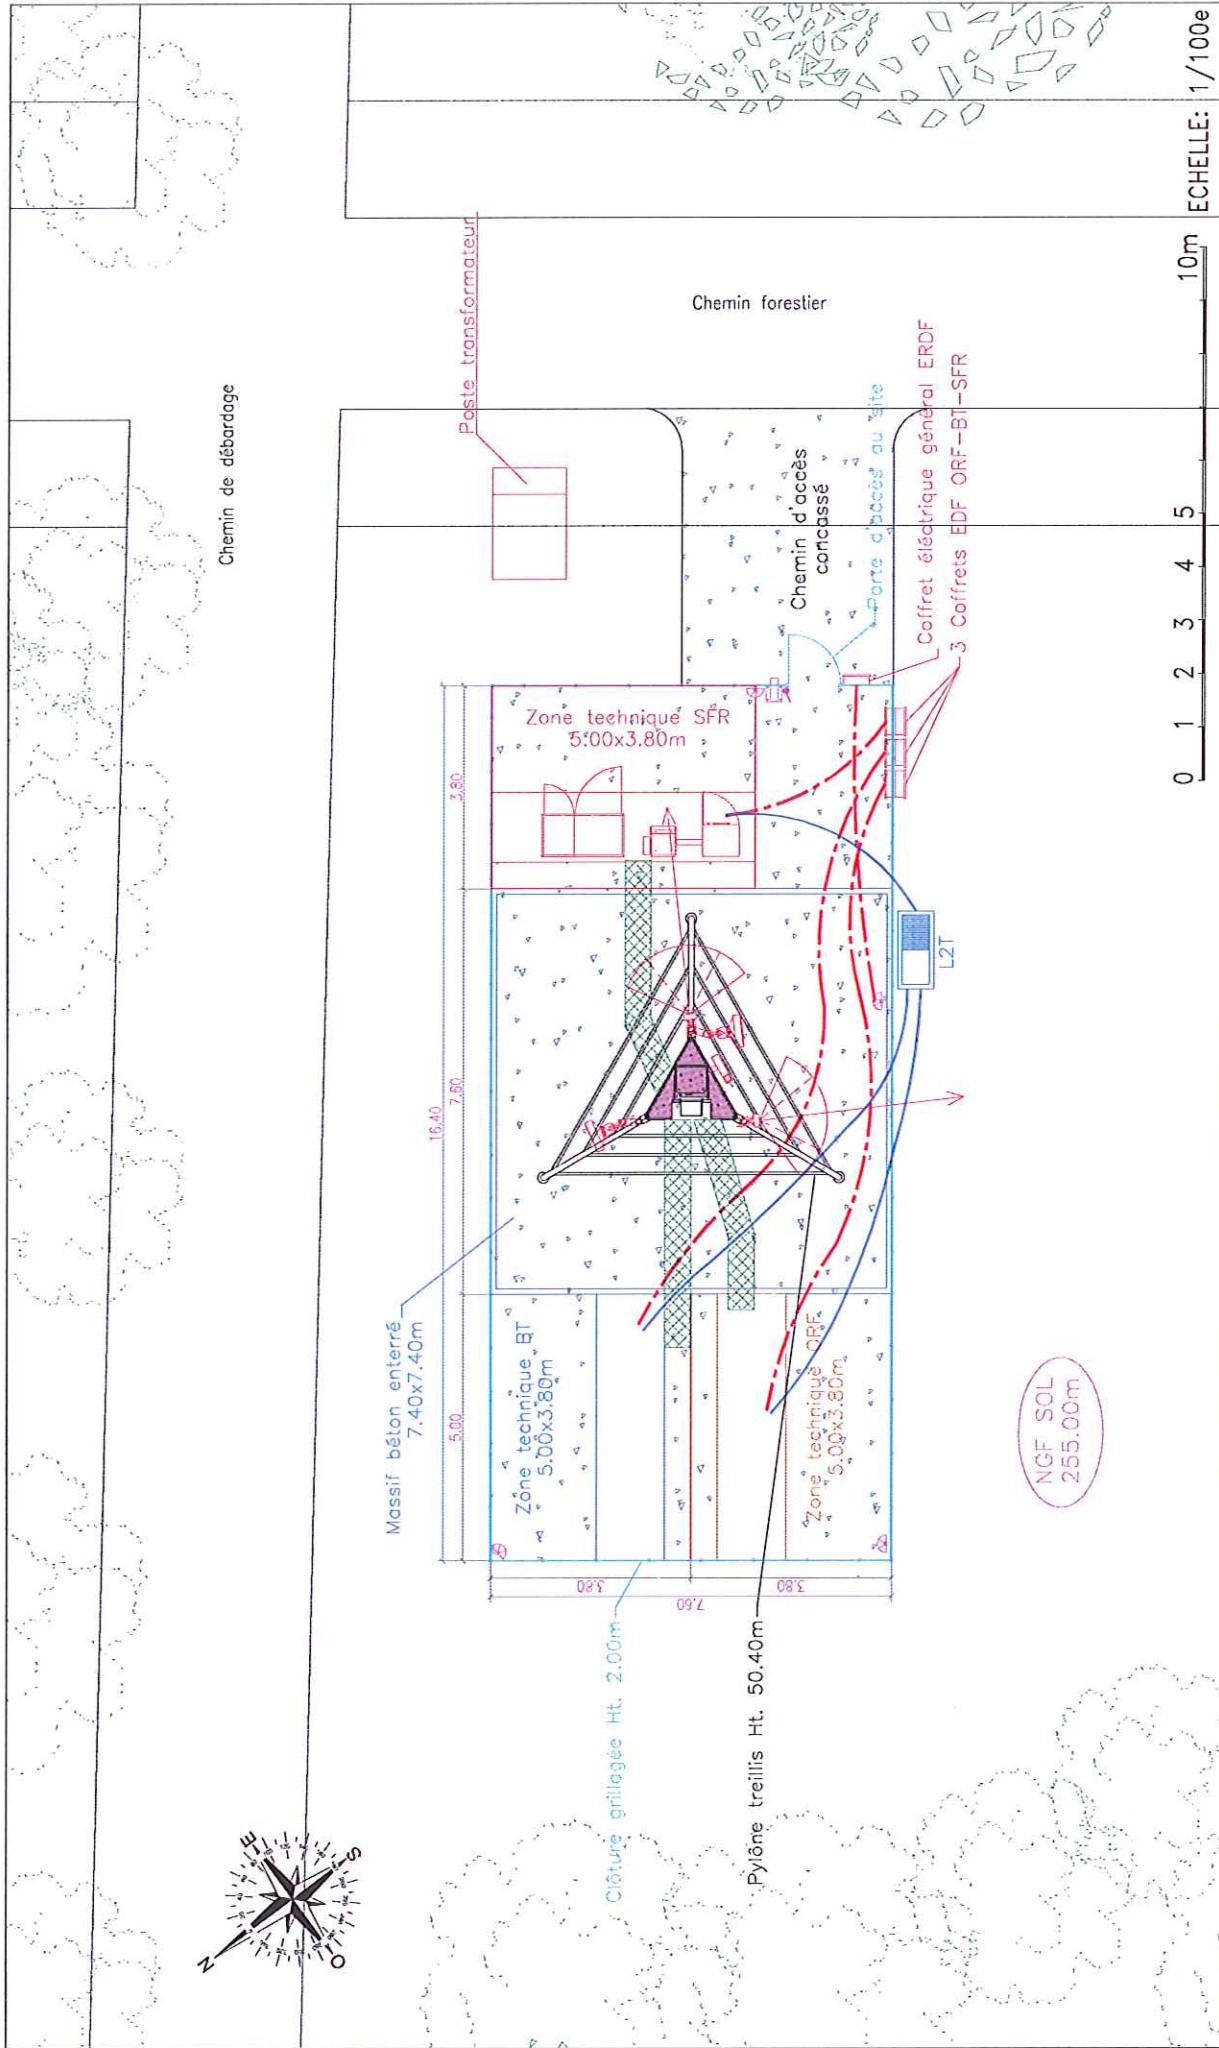 Chemin de débardage
Poste transformateur
Chemin forestier
ECHELLE: 1/100e
Chemin d'accès
concassé
Porte d'accès au site
Coffret éléctrique général ERDF
3 Coffrets EDF ORF-BT-SFR
Zone technique SFR
5.00x3.80m
3,80
7,60
16,40
5,00
Massif béton enterré
7.40x7.40m
Zone technique BT
5.00x3.80m
Zone technique ORF
5.00x3.80m
L2T
3.80
3.80
7.60
Clôture grillagée Ht. 2.00m
Pylône treillis Ht. 50.40m
NGF SOL
255.00m
N
E
S
O
0 1 2 3 4 5 10m